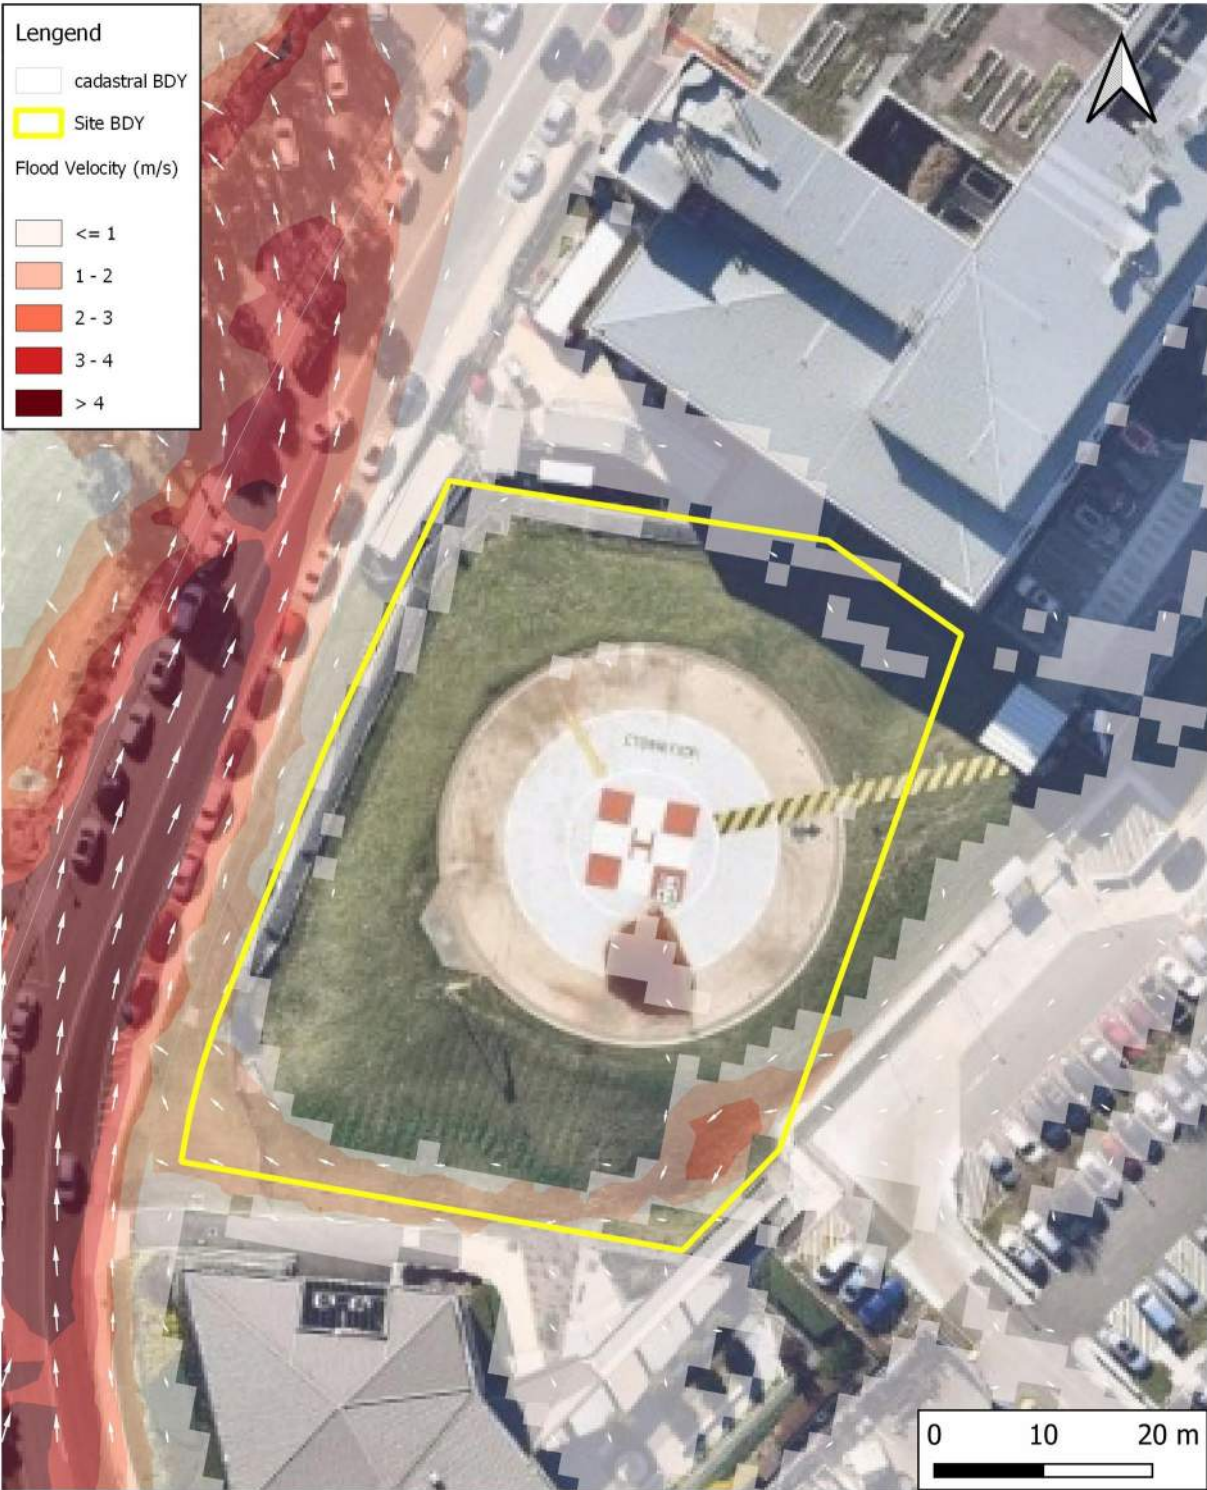 Lengend
cadastral BDY
Site BDY
Flood Velocity (m/s)
<= 1
1 - 2
2 - 3
3 - 4
> 4
H
0 10 20 m